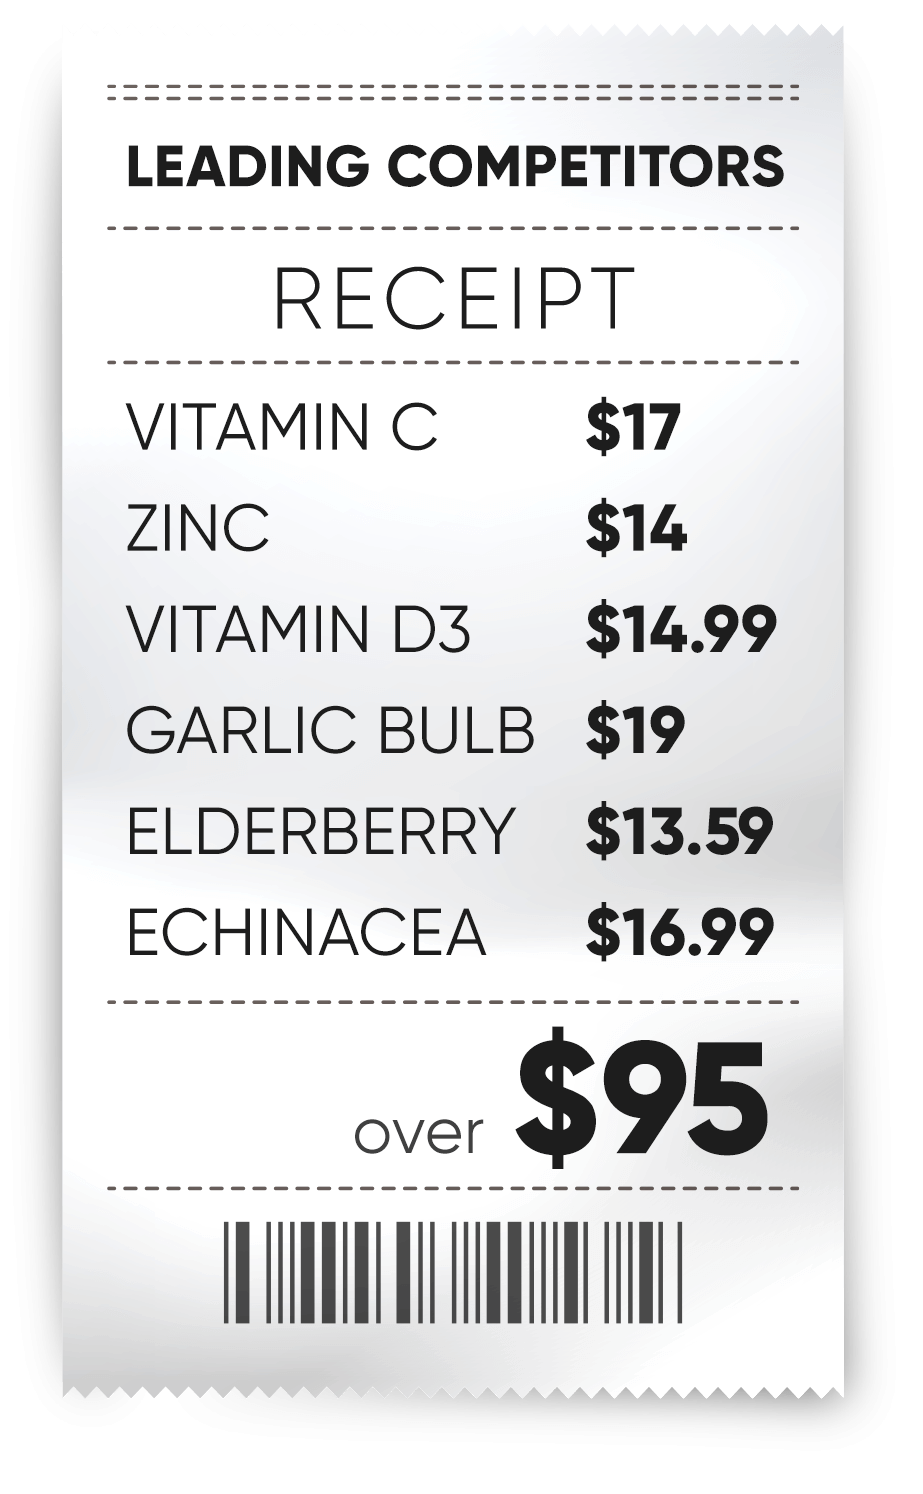 LEADING COMPETITORS
RECEIPT
VITAMIN C $17
ZINC $14
VITAMIN D3 $14.99
GARLIC BULB $19
ELDERBERRY $13.59
ECHINACEA $16.99
over $95